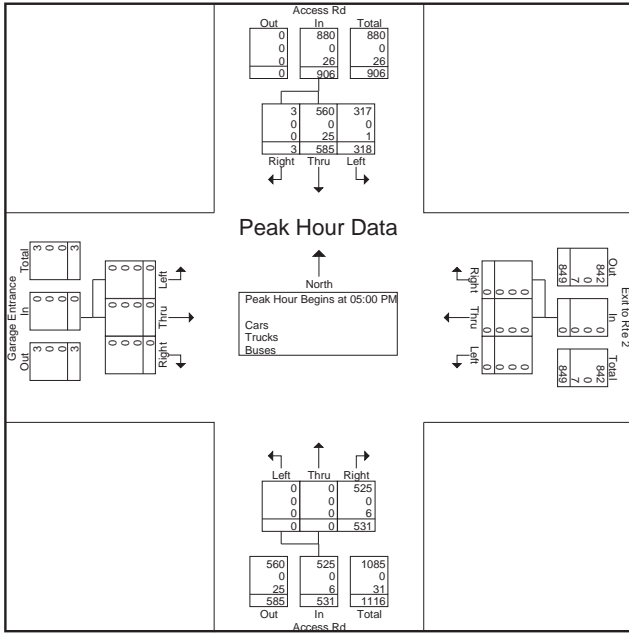 Access Rd
Out In Total
0 880 880
0 0 0
0 26 26
0 906 906
3 560 317
0 0 0
0 25 1
3 585 318
Right Thru Left
Peak Hour Data
North
Peak Hour Begins at 05:00 PM
Cars
Trucks
Buses
Garage Entrance
Total
3 0 0 3
In
0 0 0 0
Out
3 0 0 3
Left
0 0 0 0
Thru
0 0 0 0
Right
0 0 0 0
Right
0 0 0 0
Thru
0 0 0 0
Left
0 0 0 0
Out
842 0 7 849
In
0 0 0 0
Total
842 0 7 849
Exit to Rte 2
Left Thru Right
0 0 525
0 0 0
0 0 6
0 0 531
560 525 1085
0 0 0
25 6 31
585 531 1116
Out In Total
Access Rd